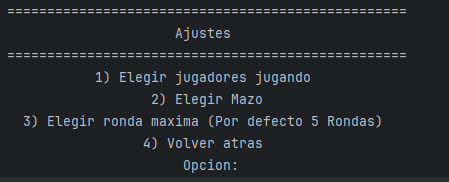 ==================================================
Ajustes
==================================================
1) Elegir jugadores jugando
2) Elegir Mazo
3) Elegir ronda maxima (Por defecto 5 Rondas)
4) Volver atras
Opcion: